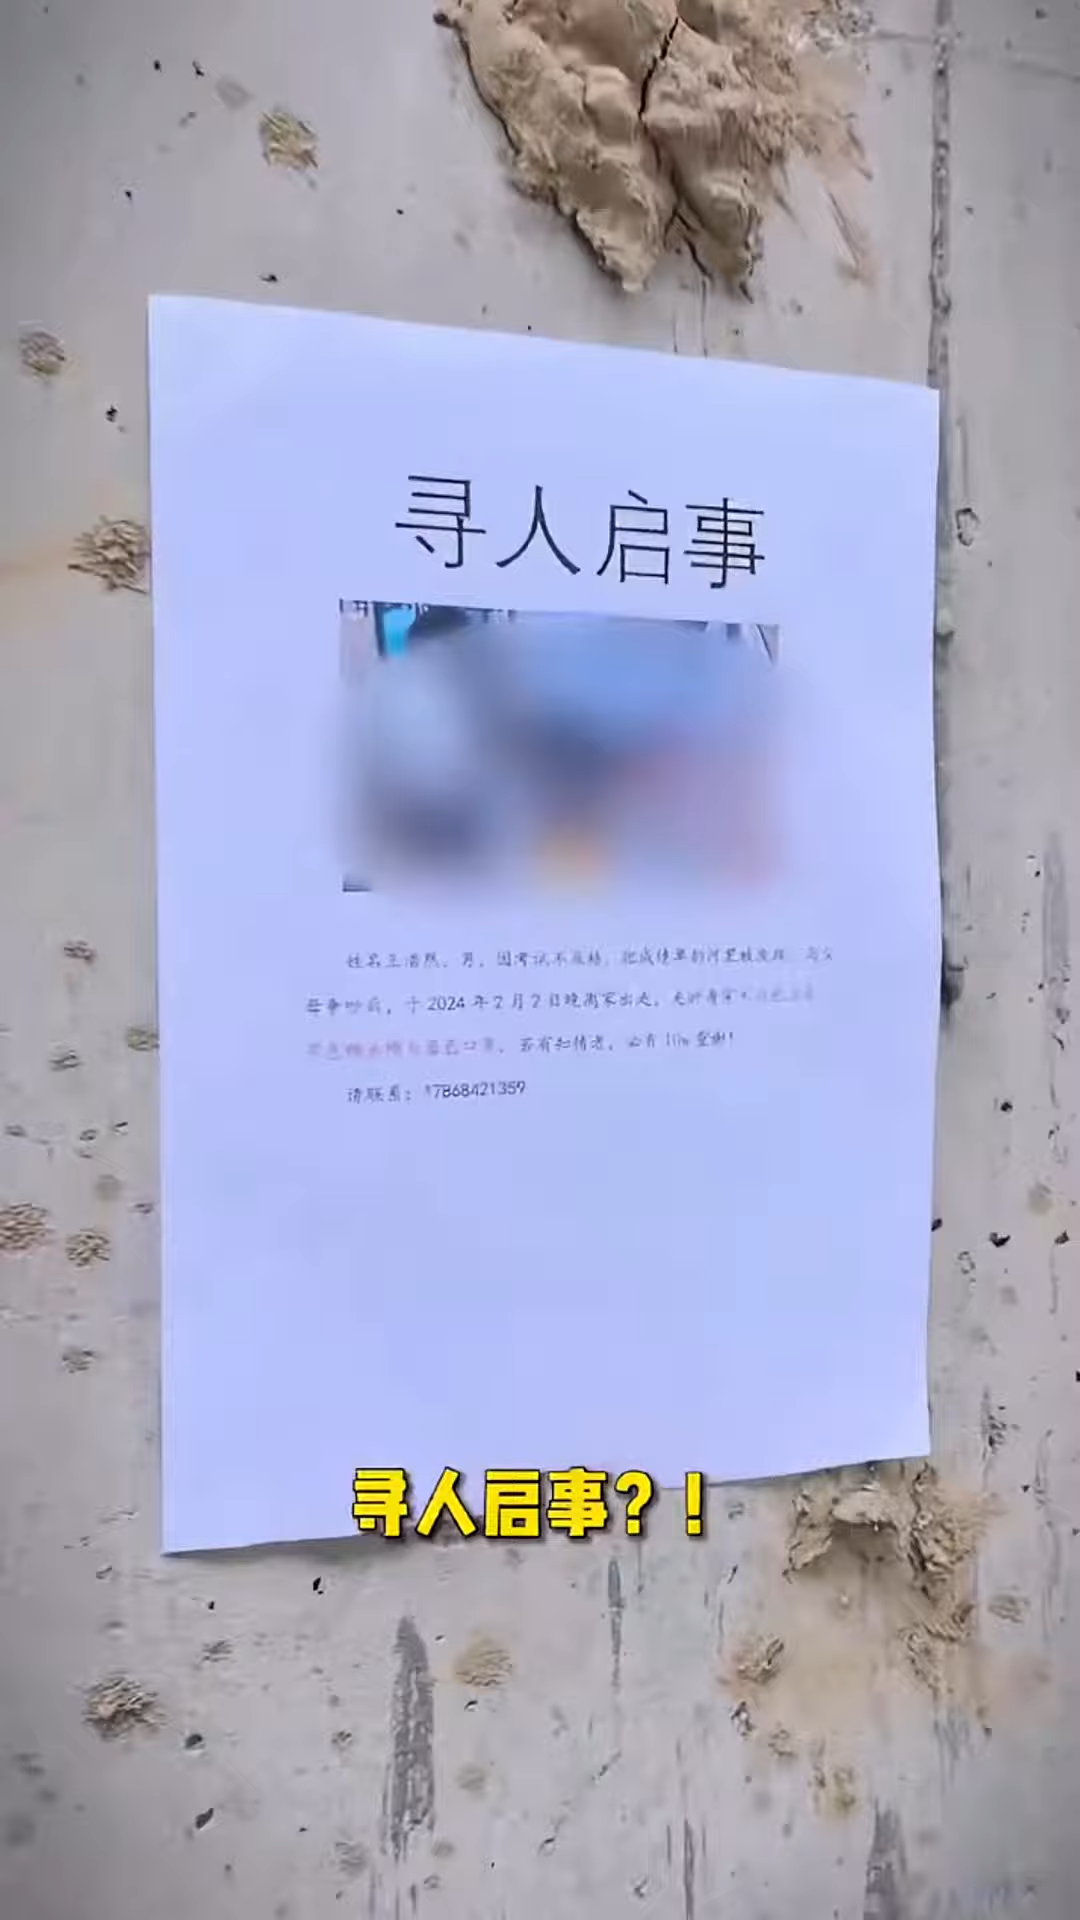 寻人启事
姓名王浩然，男，因考试不及格，把成绩单扔河里被发现，与父
母争吵后，于2024年2月2日晚离家出走，走时身穿
色口罩，若有知情者，必有10w重谢！
请联系：17868421359
寻人启事？！